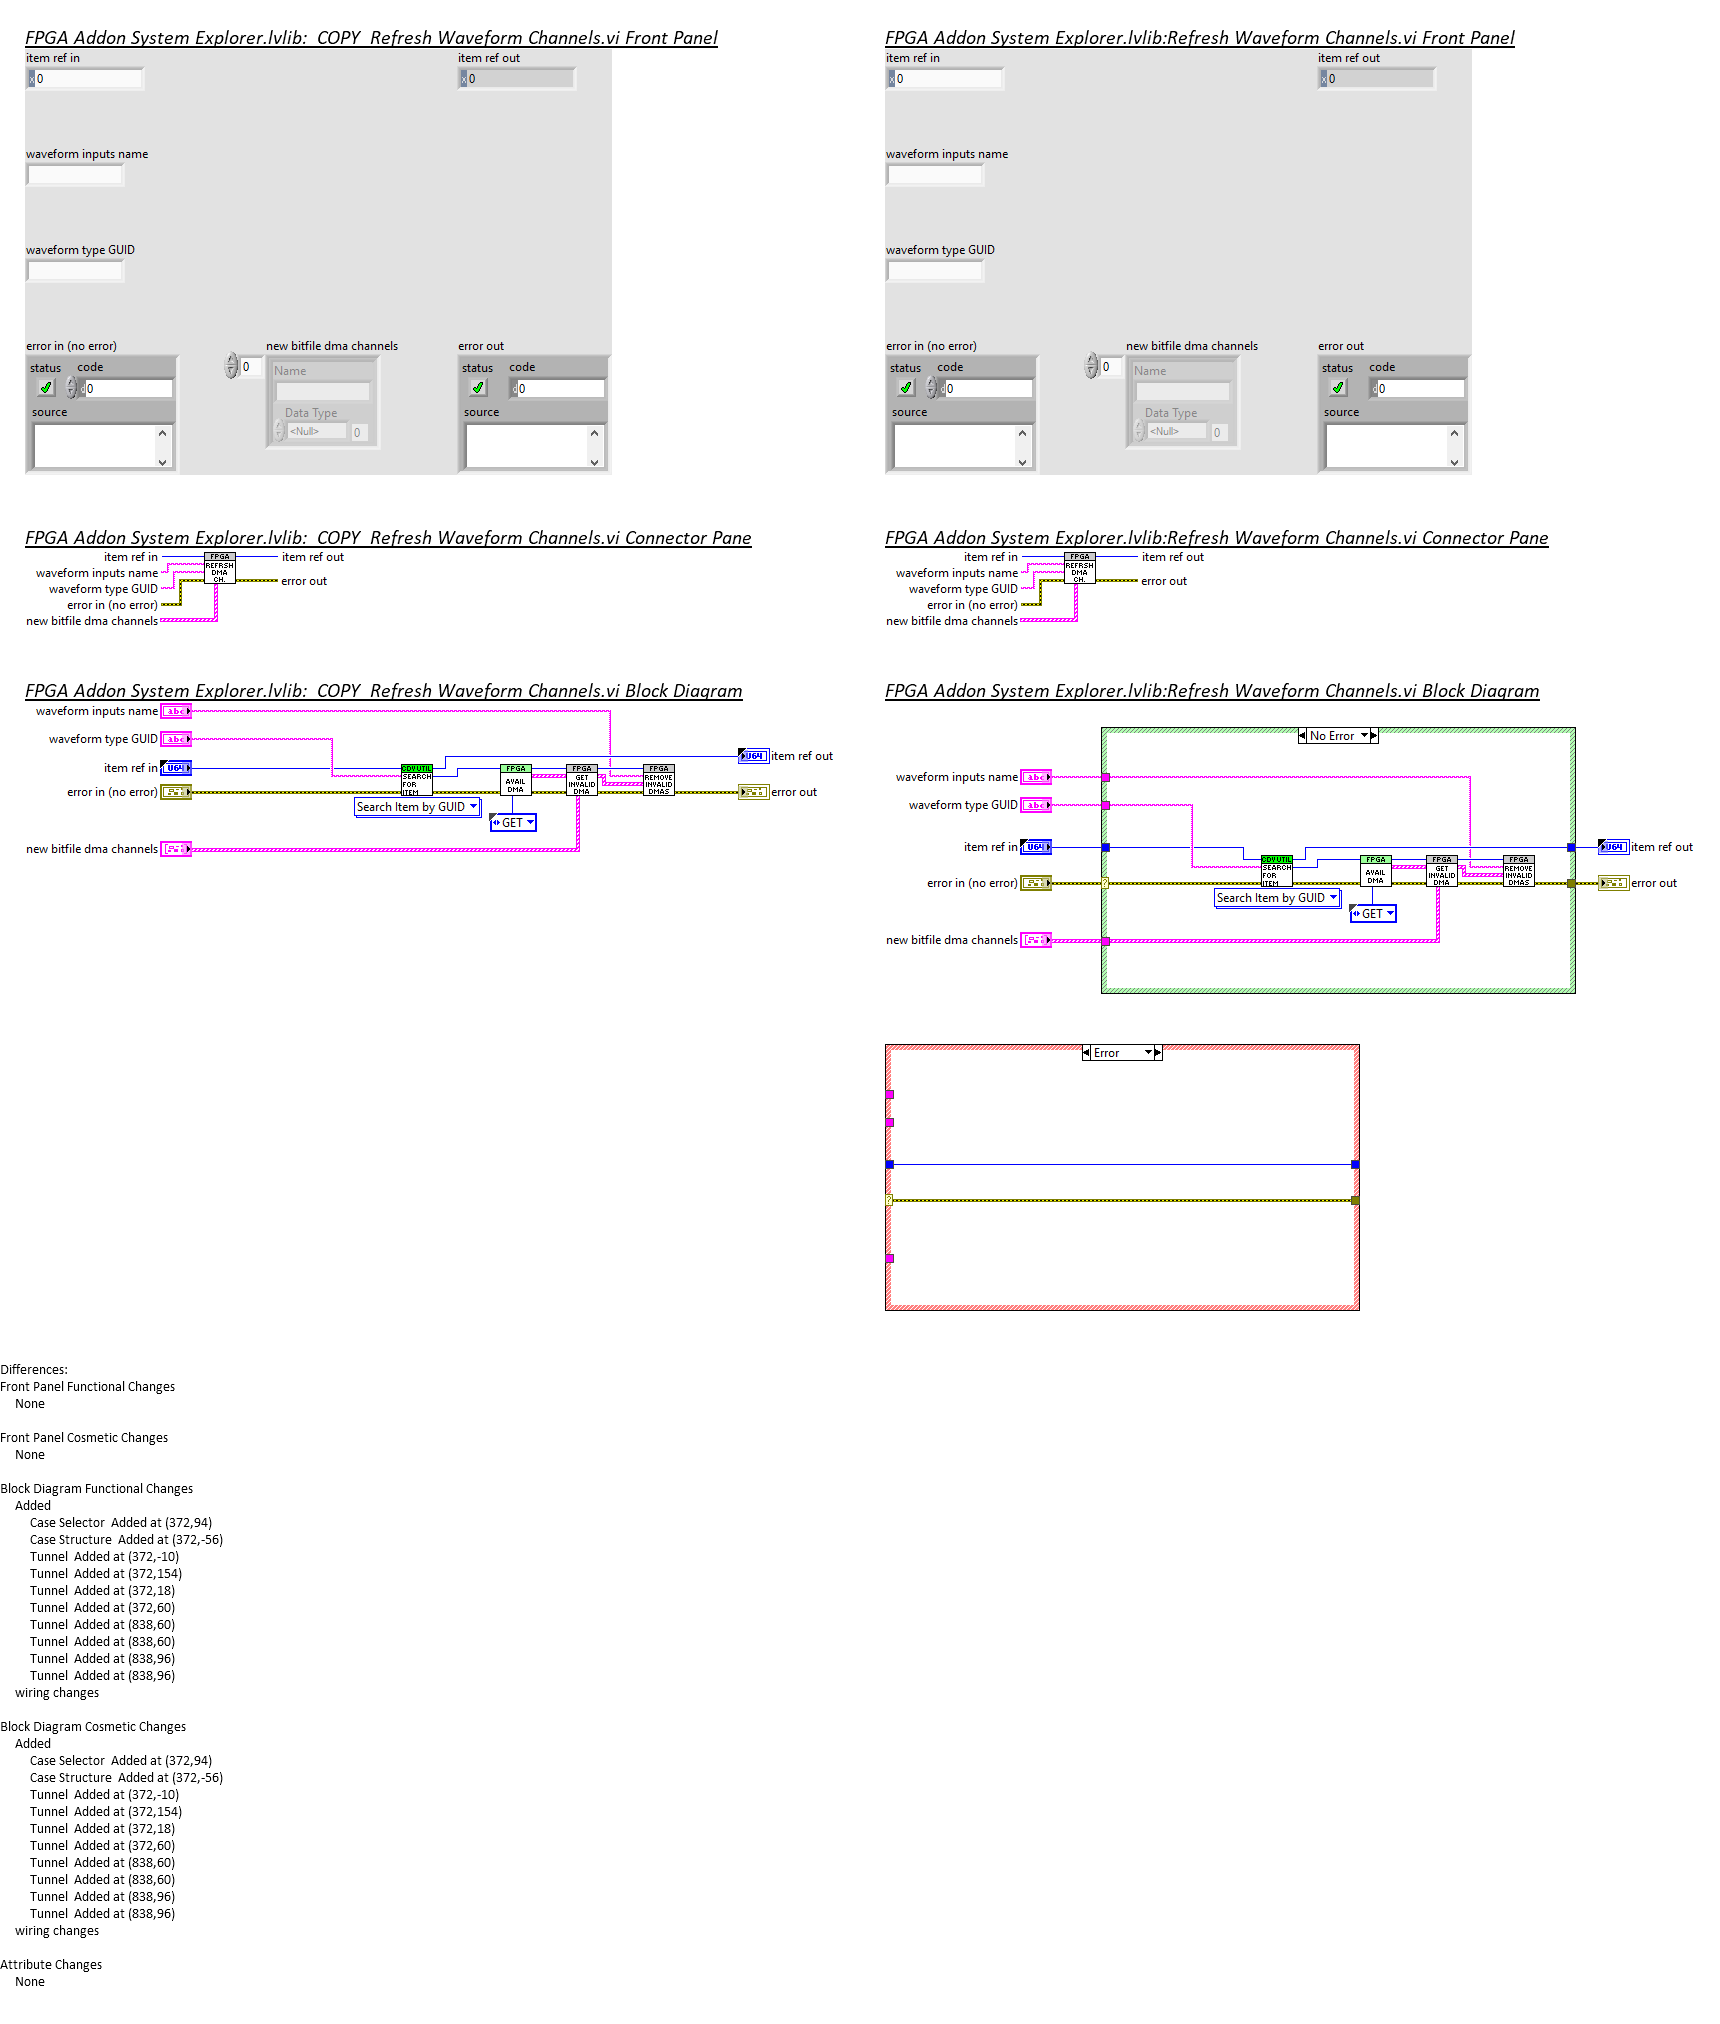 FPGA Addon System Explorer.lvlib:  COPY  Refresh Waveform Channels.vi Front Panel
item ref in
x 0
item ref out
x 0
waveform inputs name
waveform type GUID
error in (no error)
status
code
d 0
source
0
new bitfile dma channels
Name
Data Type
<Null>
0
error out
status
code
d 0
source
FPGA Addon System Explorer.lvlib:Refresh Waveform Channels.vi Front Panel
item ref in
x 0
item ref out
x 0
waveform inputs name
waveform type GUID
error in (no error)
status
code
d 0
source
0
new bitfile dma channels
Name
Data Type
<Null>
0
error out
status
code
d 0
source
FPGA Addon System Explorer.lvlib:  COPY  Refresh Waveform Channels.vi Connector Pane
item ref in
waveform inputs name
waveform type GUID
error in (no error)
new bitfile dma channels
FPGA
REFRSH
DMA
CH.
item ref out
error out
FPGA Addon System Explorer.lvlib:Refresh Waveform Channels.vi Connector Pane
item ref in
waveform inputs name
waveform type GUID
error in (no error)
new bitfile dma channels
FPGA
REFRSH
DMA
CH.
item ref out
error out
FPGA Addon System Explorer.lvlib:  COPY  Refresh Waveform Channels.vi Block Diagram
waveform inputs name
abc
waveform type GUID
abc
item ref in
U64
error in (no error)
new bitfile dma channels
CDV UTIL
SEARCH
FOR
ITEM
Search Item by GUID
FPGA
AVAIL
DMA
GET
FPGA
GET
INVALID
DMA
FPGA
REMOVE
INVALID
DMAS
U64
item ref out
error out
FPGA Addon System Explorer.lvlib:Refresh Waveform Channels.vi Block Diagram
No Error
waveform inputs name
abc
waveform type GUID
abc
item ref in
U64
error in (no error)
?
new bitfile dma channels
CDV UTIL
SEARCH
FOR
ITEM
Search Item by GUID
FPGA
AVAIL
DMA
GET
FPGA
GET
INVALID
DMA
FPGA
REMOVE
INVALID
DMAS
U64
item ref out
error out
Error
?
Differences:
Front Panel Functional Changes
None
Front Panel Cosmetic Changes
None
Block Diagram Functional Changes
Added
Case Selector  Added at (372,94)
Case Structure  Added at (372,-56)
Tunnel  Added at (372,-10)
Tunnel  Added at (372,154)
Tunnel  Added at (372,18)
Tunnel  Added at (372,60)
Tunnel  Added at (838,60)
Tunnel  Added at (838,60)
Tunnel  Added at (838,96)
Tunnel  Added at (838,96)
wiring changes
Block Diagram Cosmetic Changes
Added
Case Selector  Added at (372,94)
Case Structure  Added at (372,-56)
Tunnel  Added at (372,-10)
Tunnel  Added at (372,154)
Tunnel  Added at (372,18)
Tunnel  Added at (372,60)
Tunnel  Added at (838,60)
Tunnel  Added at (838,60)
Tunnel  Added at (838,96)
Tunnel  Added at (838,96)
wiring changes
Attribute Changes
None